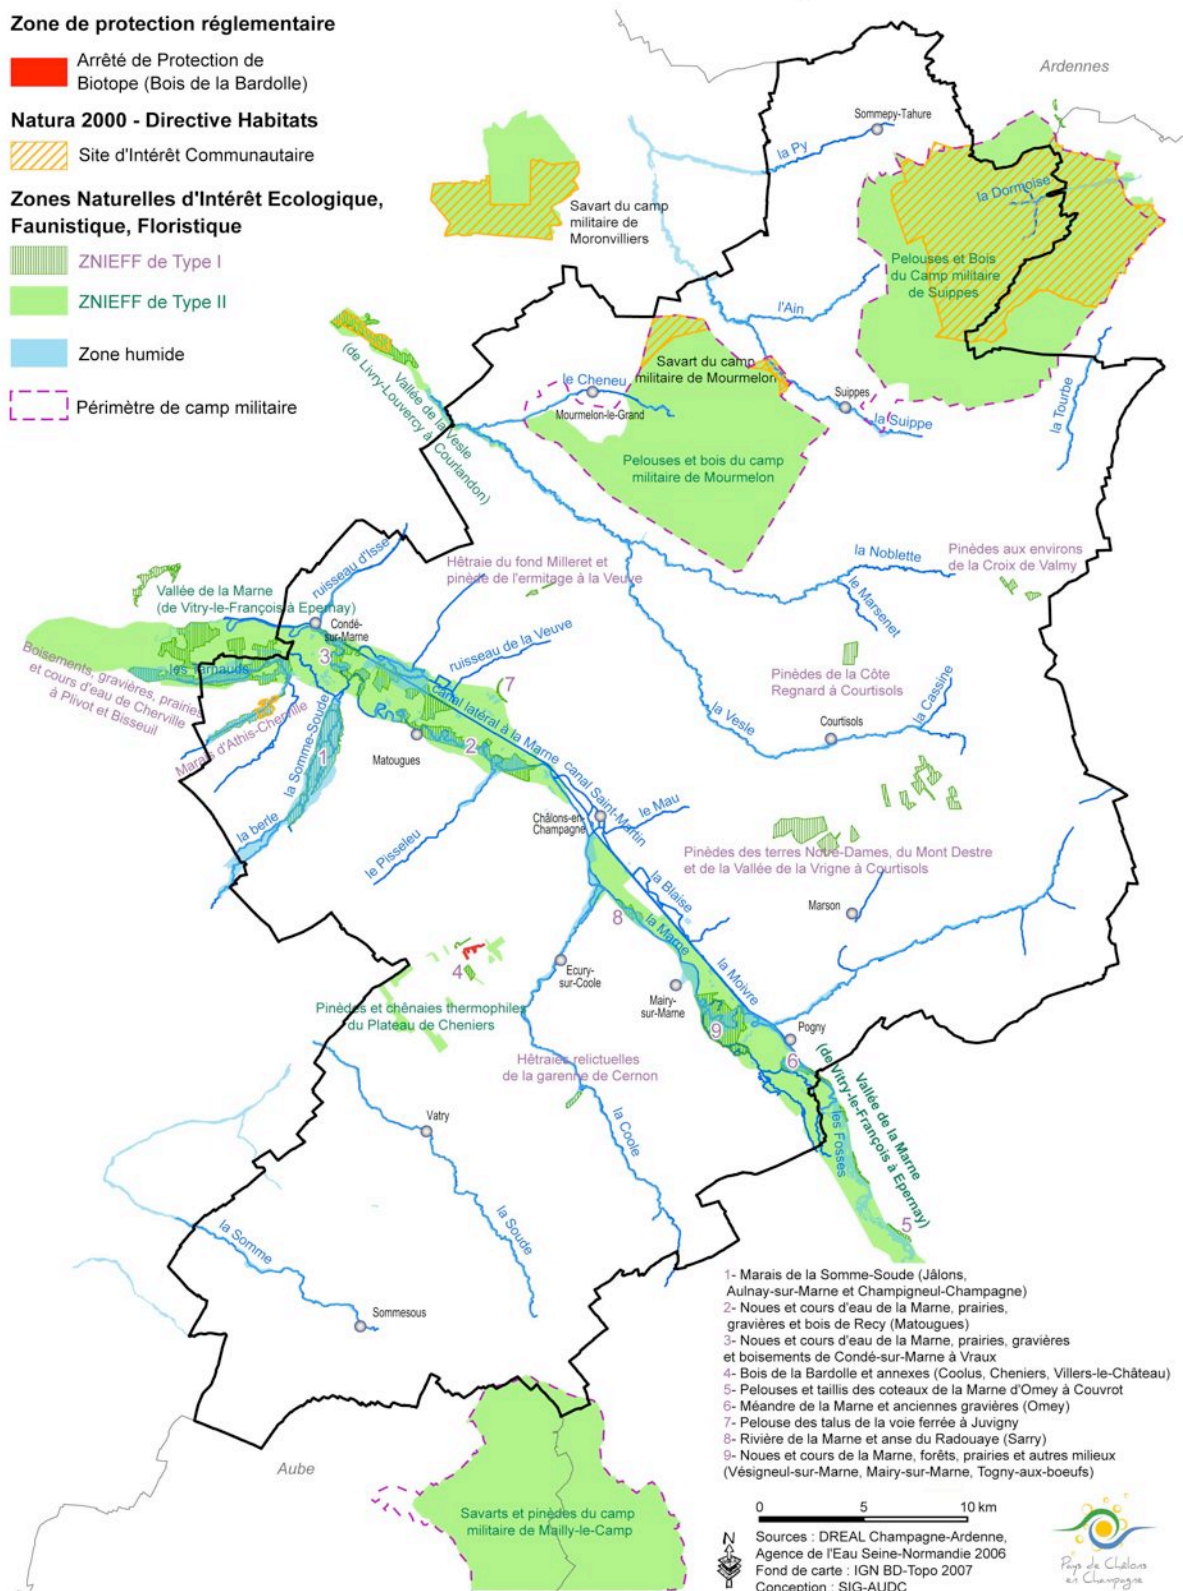 Zone de protection réglementaire
Arrêté de Protection de
Biotope (Bois de la Bardolle)
Natura 2000 - Directive Habitats
Site d'Intérêt Communautaire
Zones Naturelles d'Intérêt Ecologique,
Faunistique, Floristique
ZNIEFF de Type I
ZNIEFF de Type II
Zone humide
Périmètre de camp militaire
Ardennes
Sommepy-Tahure
la Py
la Dormoise
Savart du camp
militaire de
Moronvilliers
Pelouses et Bois
du Camp militaire
de Suippes
l'Ain
Savart du camp
militaire de Mourmelon
le Cheneu
Mourmelon-le-Grand
Suippes
la Suippe
la Tourbe
Vallée de la Vesle
(de Livry-Louvercy à Courlandon)
Pelouses et bois du camp
militaire de Mourmelon
ruisseau d'Isse
Hêtraie du fond Milleret et
pinède de l'ermitage à la Veuve
la Noblette
le Marsenet
Pinèdes aux environs
de la Croix de Valmy
Vallée de la Marne
(de Vitry-le-François à Epernay)
Condé-
sur-Marne
3
les Tarnauds
ruisseau de la Veuve
7
Boisements, gravières, prairies
et cours d'eau de Cherville
à Plivot et Bisseuil
Marais d'Athis-Cherville
la Somme-Soude
1
la berle
canal latéral à la Marne
2
Matougues
Pinèdes de la Côte
Regnard à Courtisols
la Vesle
Courtisols
la Cassine
canal Saint-Martin
Châlons-en-
Champagne
le Mau
le Pisseleu
Pinèdes des terres Notre-Dames, du Mont Destre
et de la Vallée de la Vrigne à Courtisols
la Blaise
Marson
8
la Marne
la Moivre
4
Ecury-
sur-Coole
Mairy-
sur-Marne
Pinèdes et chênaies thermophiles
du Plateau de Cheniers
9
Pogny
6
Hêtraies relictuelles
de la garenne de Cernon
Vallée de la Marne
(de Vitry-le-François à Epernay)
les Fosses
Vatry
la Coole
la Soude
5
la Somme
Sommesous
1- Marais de la Somme-Soude (Jâlons,
Aulnay-sur-Marne et Champigneul-Champagne)
2- Noues et cours d'eau de la Marne, prairies,
gravières et bois de Recy (Matougues)
3- Noues et cours d'eau de la Marne, prairies, gravières
et boisements de Condé-sur-Marne à Vraux
4- Bois de la Bardolle et annexes (Coolus, Cheniers, Villers-le-Château)
5- Pelouses et taillis des coteaux de la Marne d'Omey à Couvrot
6- Méandre de la Marne et anciennes gravières (Omey)
7- Pelouse des talus de la voie ferrée à Juvigny
8- Rivière de la Marne et anse du Radouaye (Sarry)
9- Noues et cours de la Marne, forêts, prairies et autres milieux
(Vésigneul-sur-Marne, Mairy-sur-Marne, Togny-aux-boeufs)
Aube
Savarts et pinèdes du camp
militaire de Mailly-le-Camp
0 5 10 km
N
Sources : DREAL Champagne-Ardenne,
Agence de l'Eau Seine-Normandie 2006
Fond de carte : IGN BD-Topo 2007
Conception : SIG-AUDC
Pays de Châlons
en Champagne